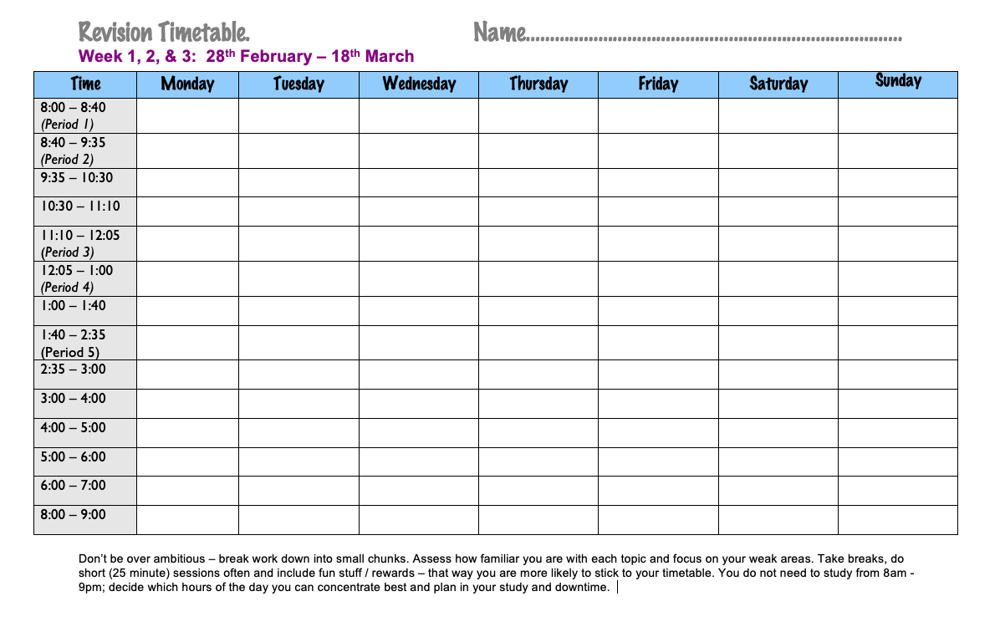 Revision Timetable. Name...............................................................................
Week 1, 2, & 3: 28th February – 18th March
Time Monday Tuesday Wednesday Thursday Friday Saturday Sunday
8:00 – 8:40
(Period 1)
8:40 – 9:35
(Period 2)
9:35 – 10:30
10:30 – 11:10
11:10 – 12:05
(Period 3)
12:05 – 1:00
(Period 4)
1:00 – 1:40
1:40 – 2:35
(Period 5)
2:35 – 3:00
3:00 – 4:00
4:00 – 5:00
5:00 – 6:00
6:00 – 7:00
8:00 – 9:00
Don't be over ambitious – break work down into small chunks. Assess how familiar you are with each topic and focus on your weak areas. Take breaks, do
short (25 minute) sessions often and include fun stuff / rewards – that way you are more likely to stick to your timetable. You do not need to study from 8am -
9pm; decide which hours of the day you can concentrate best and plan in your study and downtime.